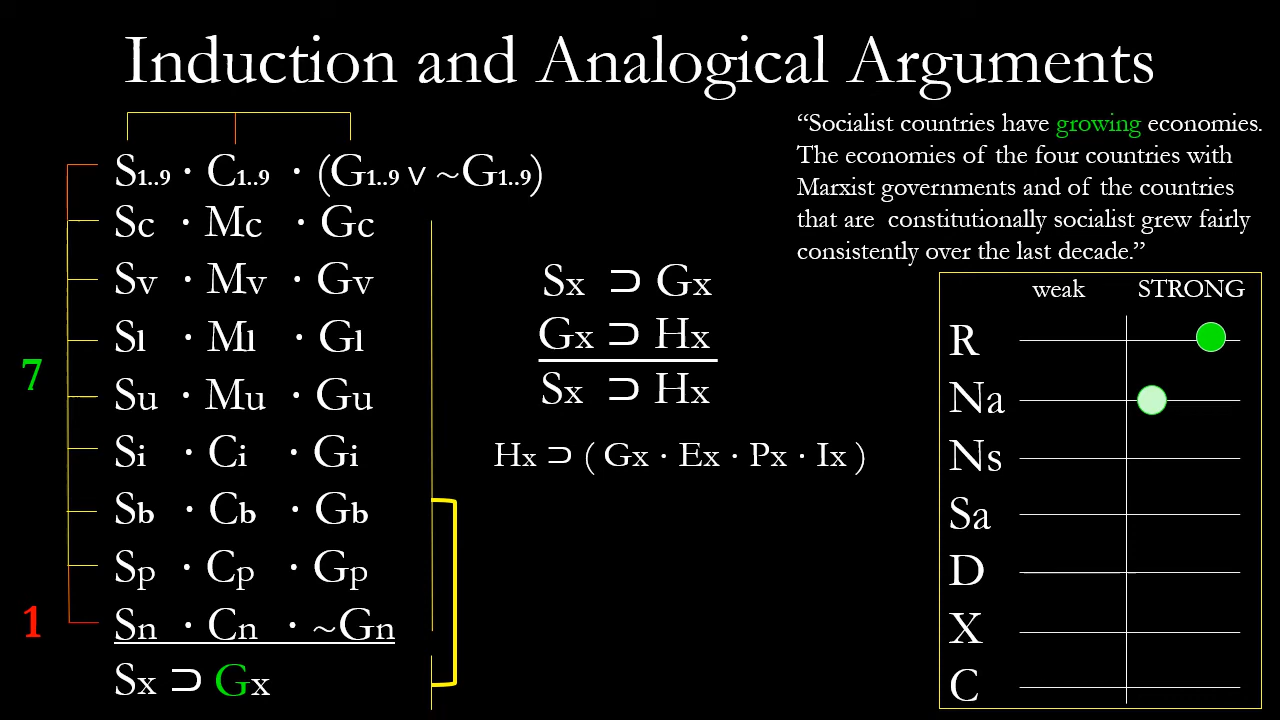 Induction and Analogical Arguments
S1..9 · C1..9 · (G1..9 v ~G1..9)
Sc · Mc · Gc
Sv · Mv · Gv
Sl · Ml · Gl
Su · Mu · Gu
Si · Ci · Gi
Sb · Cb · Gb
Sp · Cp · Gp
Sn · Cn · ~Gn
Sx ⊃ Gx
7
1
Sx ⊃ Gx
Gx ⊃ Hx
Sx ⊃ Hx
Hx ⊃ ( Gx · Ex · Px · Ix )
“Socialist countries have growing economies.
The economies of the four countries with
Marxist governments and of the countries
that are constitutionally socialist grew fairly
consistently over the last decade.”
weak STRONG
R
Na
Ns
Sa
D
X
C